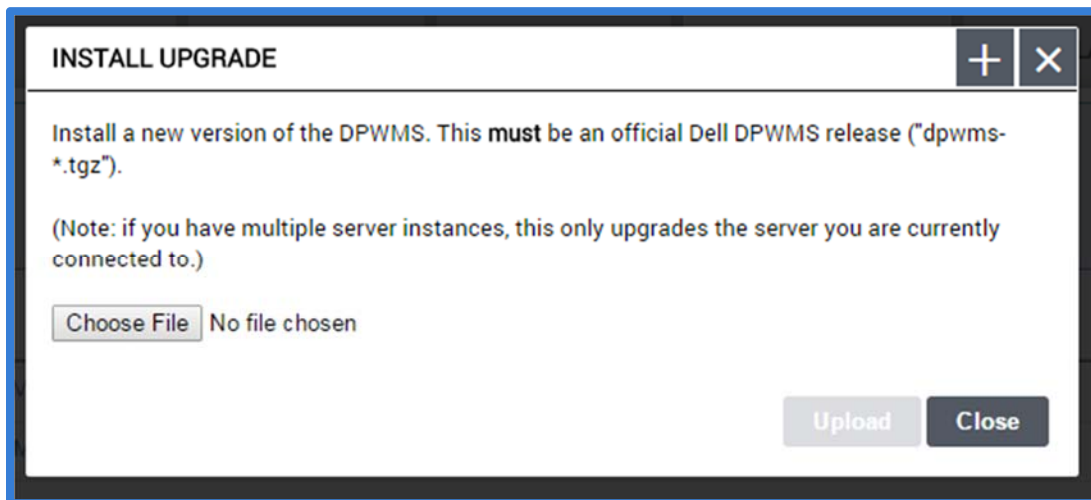 INSTALL UPGRADE
Install a new version of the DPWMS. This must be an official Dell DPWMS release ("dpwms-
*.tgz").
(Note: if you have multiple server instances, this only upgrades the server you are currently
connected to.)
Choose File No file chosen
Upload Close